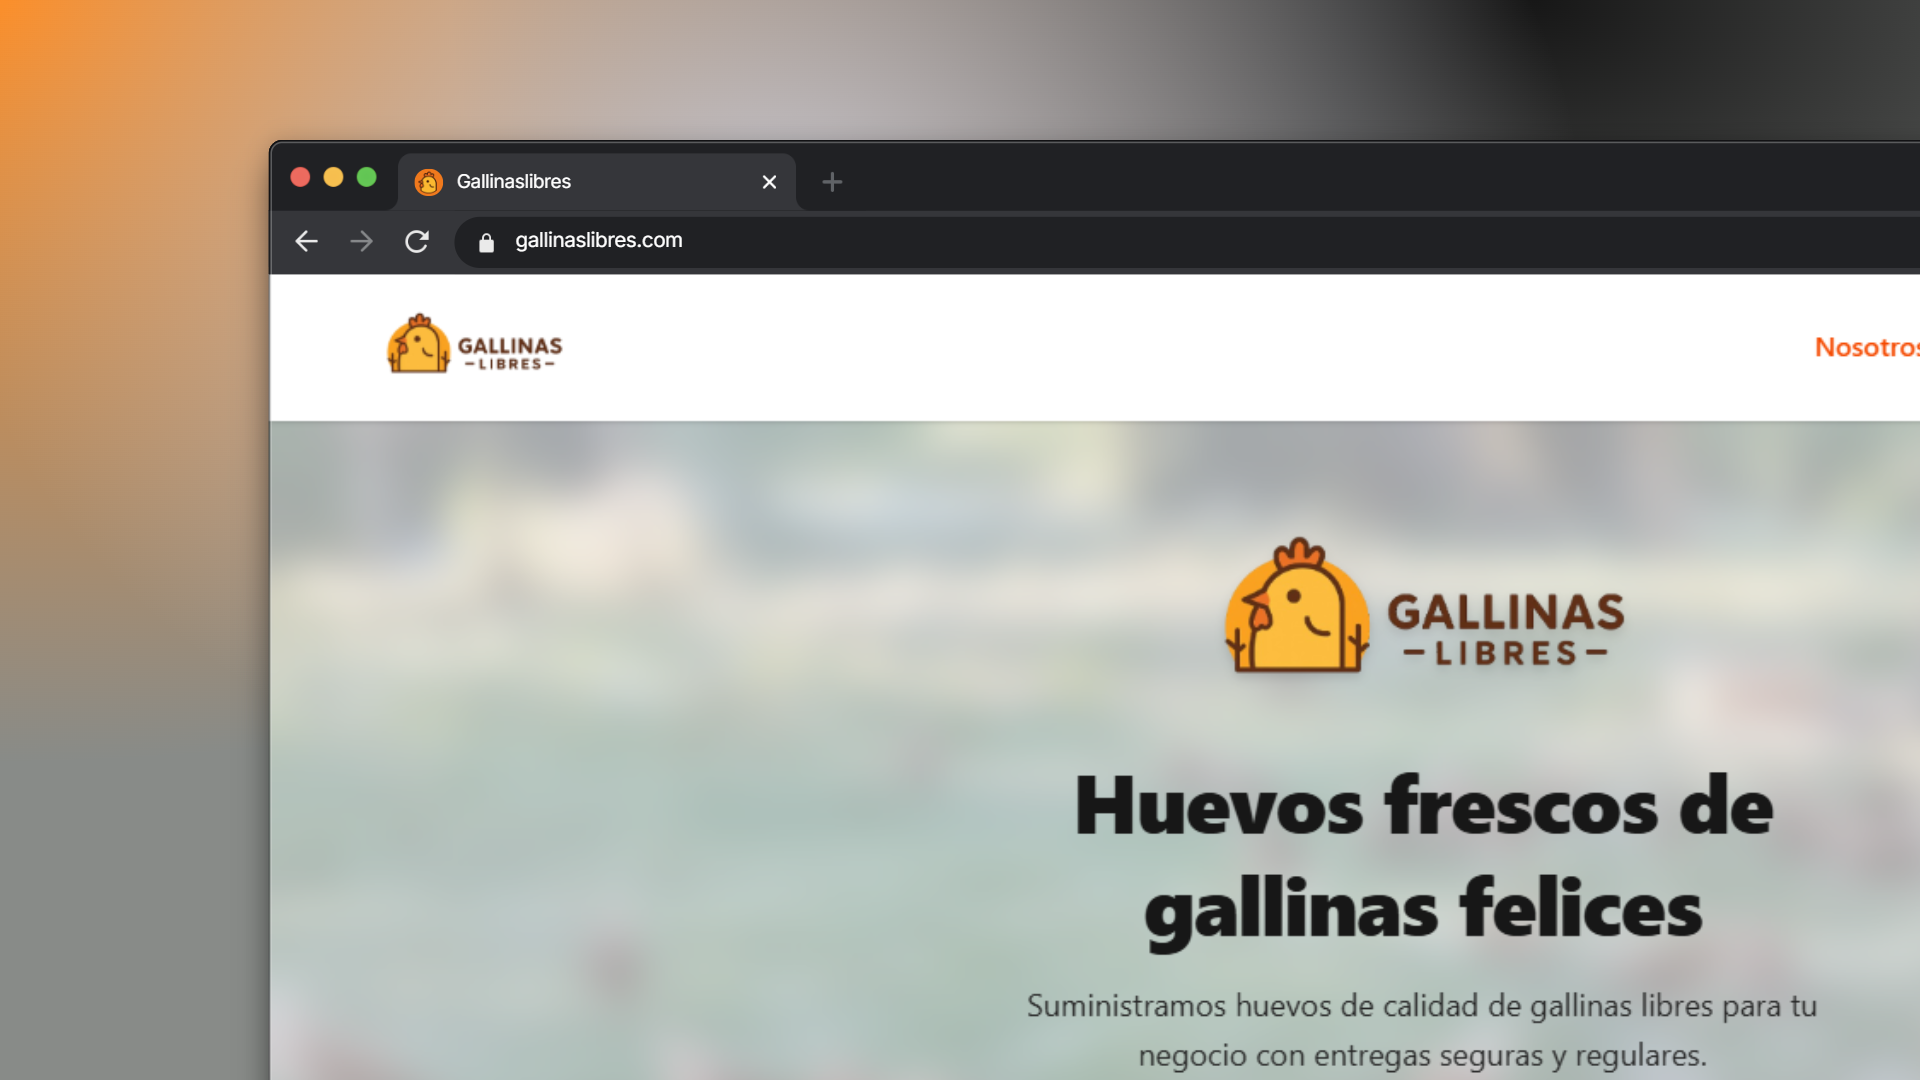 Gallinaslibres
gallinaslibres.com
GALLINAS
LIBRES
Nosotros
GALLINAS
LIBRES
Huevos frescos de
gallinas felices
Suministramos huevos de calidad de gallinas libres para tu
negocio con entregas seguras y regulares.